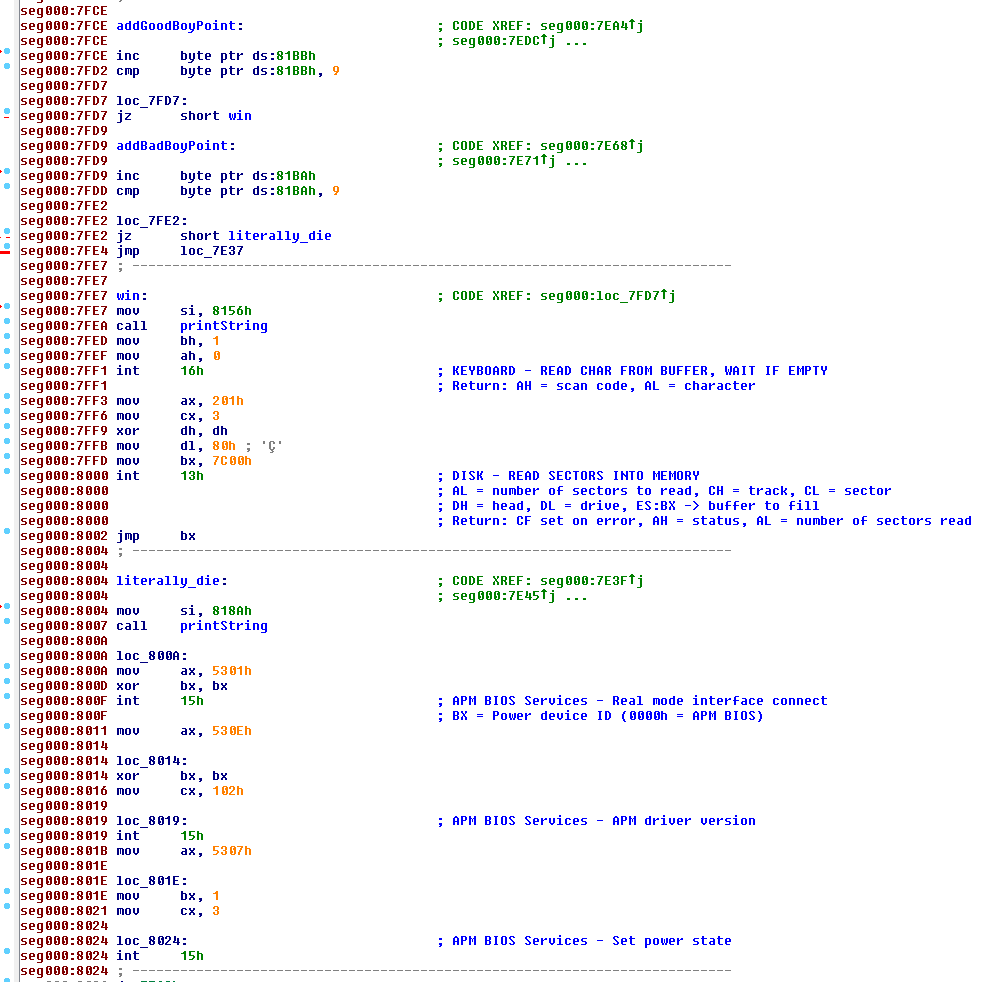 seg000:7FCE
seg000:7FCE addGoodBoyPoint: ; CODE XREF: seg000:7EA4↑j
seg000:7FCE ; seg000:7EDC↑j ...
seg000:7FCE inc byte ptr ds:81BBh
seg000:7FD2 cmp byte ptr ds:81BBh, 9
seg000:7FD7
seg000:7FD7 loc_7FD7:
seg000:7FD7 jz short win
seg000:7FD9
seg000:7FD9 addBadBoyPoint: ; CODE XREF: seg000:7E68↑j
seg000:7FD9 ; seg000:7E71↑j ...
seg000:7FD9 inc byte ptr ds:81BAh
seg000:7FDD cmp byte ptr ds:81BAh, 9
seg000:7FE2
seg000:7FE2 loc_7FE2:
seg000:7FE2 jz short literally_die
seg000:7FE4 jmp loc_7E37
seg000:7FE7 ; ---------------------------------------------------------------------------
seg000:7FE7
seg000:7FE7 win: ; CODE XREF: seg000:loc_7FD7↑j
seg000:7FE7 mov si, 8156h
seg000:7FEA call printString
seg000:7FED mov bh, 1
seg000:7FEF mov ah, 0
seg000:7FF1 int 16h ; KEYBOARD - READ CHAR FROM BUFFER, WAIT IF EMPTY
seg000:7FF1 ; Return: AH = scan code, AL = character
seg000:7FF3 mov ax, 201h
seg000:7FF6 mov cx, 3
seg000:7FF9 xor dh, dh
seg000:7FFB mov dl, 80h ; 'Ç'
seg000:7FFD mov bx, 7C00h
seg000:8000 int 13h ; DISK - READ SECTORS INTO MEMORY
seg000:8000 ; AL = number of sectors to read, CH = track, CL = sector
seg000:8000 ; DH = head, DL = drive, ES:BX -> buffer to fill
seg000:8000 ; Return: CF set on error, AH = status, AL = number of sectors read
seg000:8002 jmp bx
seg000:8004 ; ---------------------------------------------------------------------------
seg000:8004
seg000:8004 literally_die: ; CODE XREF: seg000:7E3F↑j
seg000:8004 ; seg000:7E45↑j ...
seg000:8004 mov si, 818Ah
seg000:8007 call printString
seg000:800A
seg000:800A loc_800A:
seg000:800A mov ax, 5301h
seg000:800D xor bx, bx
seg000:800F int 15h ; APM BIOS Services - Real mode interface connect
seg000:800F ; BX = Power device ID (0000h = APM BIOS)
seg000:8011 mov ax, 530Eh
seg000:8014
seg000:8014 loc_8014:
seg000:8014 xor bx, bx
seg000:8016 mov cx, 102h
seg000:8019
seg000:8019 loc_8019: ; APM BIOS Services - APM driver version
seg000:8019 int 15h
seg000:801B mov ax, 5307h
seg000:801E
seg000:801E loc_801E:
seg000:801E mov bx, 1
seg000:8021 mov cx, 3
seg000:8024
seg000:8024 loc_8024: ; APM BIOS Services - Set power state
seg000:8024 int 15h
seg000:8024 ; ---------------------------------------------------------------------------